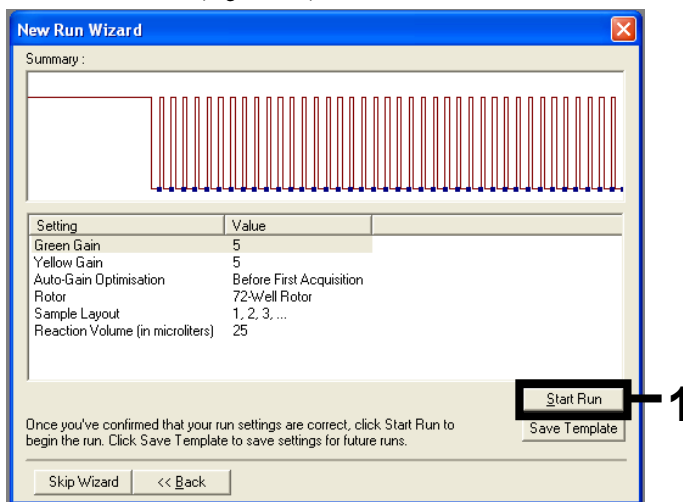 New Run Wizard
Summary :
Setting Value
Green Gain 5
Yellow Gain 5
Auto-Gain Optimisation Before First Acquisition
Rotor 72-Well Rotor
Sample Layout 1, 2, 3, ...
Reaction Volume (in microliters) 25
Start Run 1
Once you've confirmed that your run settings are correct, click Start Run to
begin the run. Click Save Template to save settings for future runs.
Save Template
Skip Wizard << Back